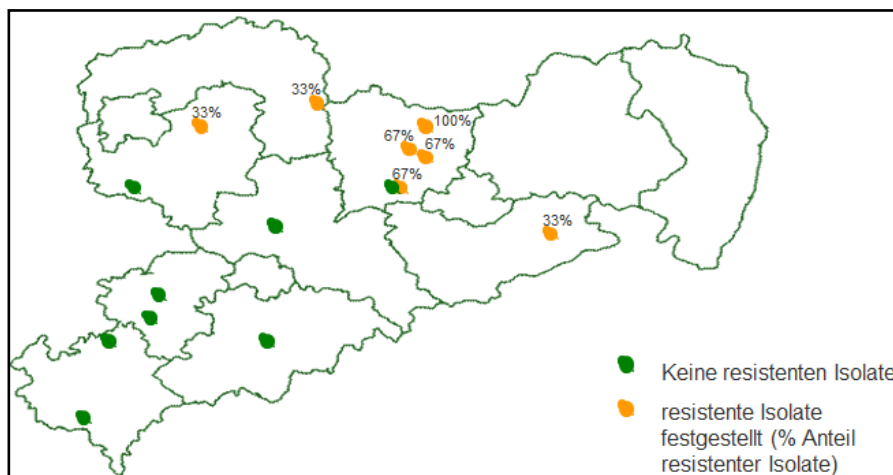 33%
33%
100%
67%
67%
67%
33%
Keine resistenten Isolate
resistente Isolate
festgestellt (% Anteil
resistenter Isolate)